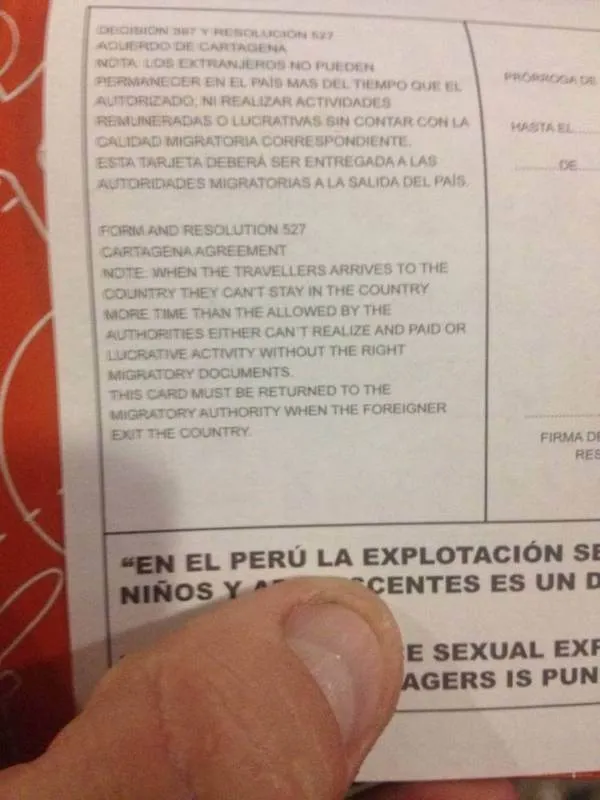 DECISIÓN 397 Y RESOLUCIÓN 527
ACUERDO DE CARTAGENA
NOTA: LOS EXTRANJEROS NO PUEDEN
PERMANECER EN EL PAÍS MAS DEL TIEMPO QUE EL
AUTORIZADO, NI REALIZAR ACTIVIDADES
REMUNERADAS O LUCRATIVAS SIN CONTAR CON LA
CALIDAD MIGRATORIA CORRESPONDIENTE.
ESTA TARJETA DEBERÁ SER ENTREGADA A LAS
AUTORIDADES MIGRATORIAS A LA SALIDA DEL PAÍS.
FORM AND RESOLUTION 527
CARTAGENA AGREEMENT
NOTE: WHEN THE TRAVELLERS ARRIVES TO THE
COUNTRY THEY CAN'T STAY IN THE COUNTRY
MORE TIME THAN THE ALLOWED BY THE
AUTHORITIES EITHER CAN'T REALIZE AND PAID OR
LUCRATIVE ACTIVITY WITHOUT THE RIGHT
MIGRATORY DOCUMENTS.
THIS CARD MUST BE RETURNED TO THE
MIGRATORY AUTHORITY WHEN THE FOREIGNER
EXIT THE COUNTRY.
PRÓRROGA DE
HASTA EL
DE
FIRMA DE
RES
"EN EL PERÚ LA EXPLOTACIÓN SE
NIÑOS Y CENTES ES UN D
E SEXUAL EXP
AGERS IS PUN